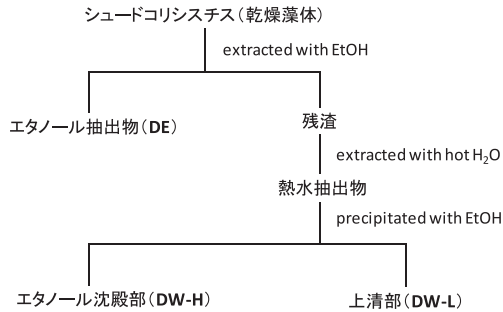 シュードコリシスチス（乾燥藻体）
extracted with EtOH
エタノール抽出物（DE）
残渣
extracted with hot H₂O
熱水抽出物
precipitated with EtOH
エタノール沈殿部（DW-H）
上清部（DW-L）